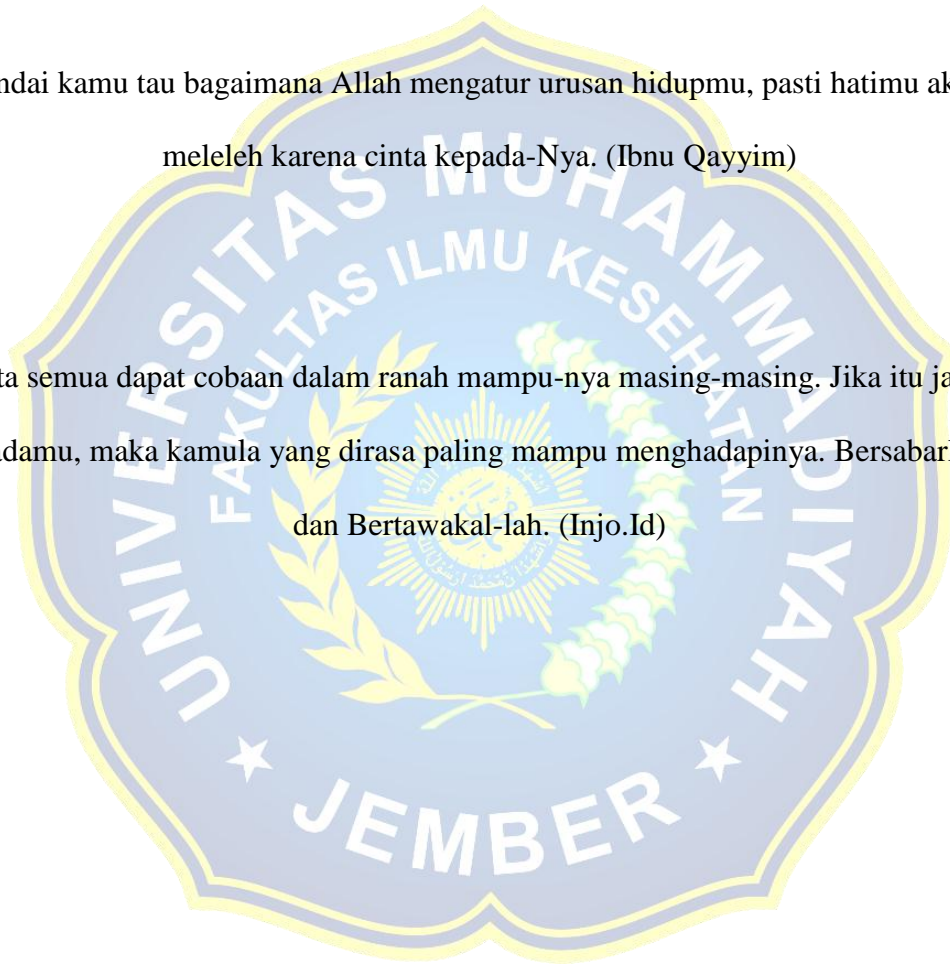 ndai kamu tau bagaimana Allah mengatur urusan hidupmu, pasti hatimu ak
meleleh karena cinta kepada-Nya. (Ibnu Qayyim)
UNIVERSITAS MUHAMMADIYAH
FAKULTAS ILMU KESEHATAN
ta semua dapat cobaan dalam ranah mampu-nya masing-masing. Jika itu ja
adamu, maka kamula yang dirasa paling mampu menghadapinya. Bersabar
dan Bertawakal-lah. (Injo.Id)
JEMBER